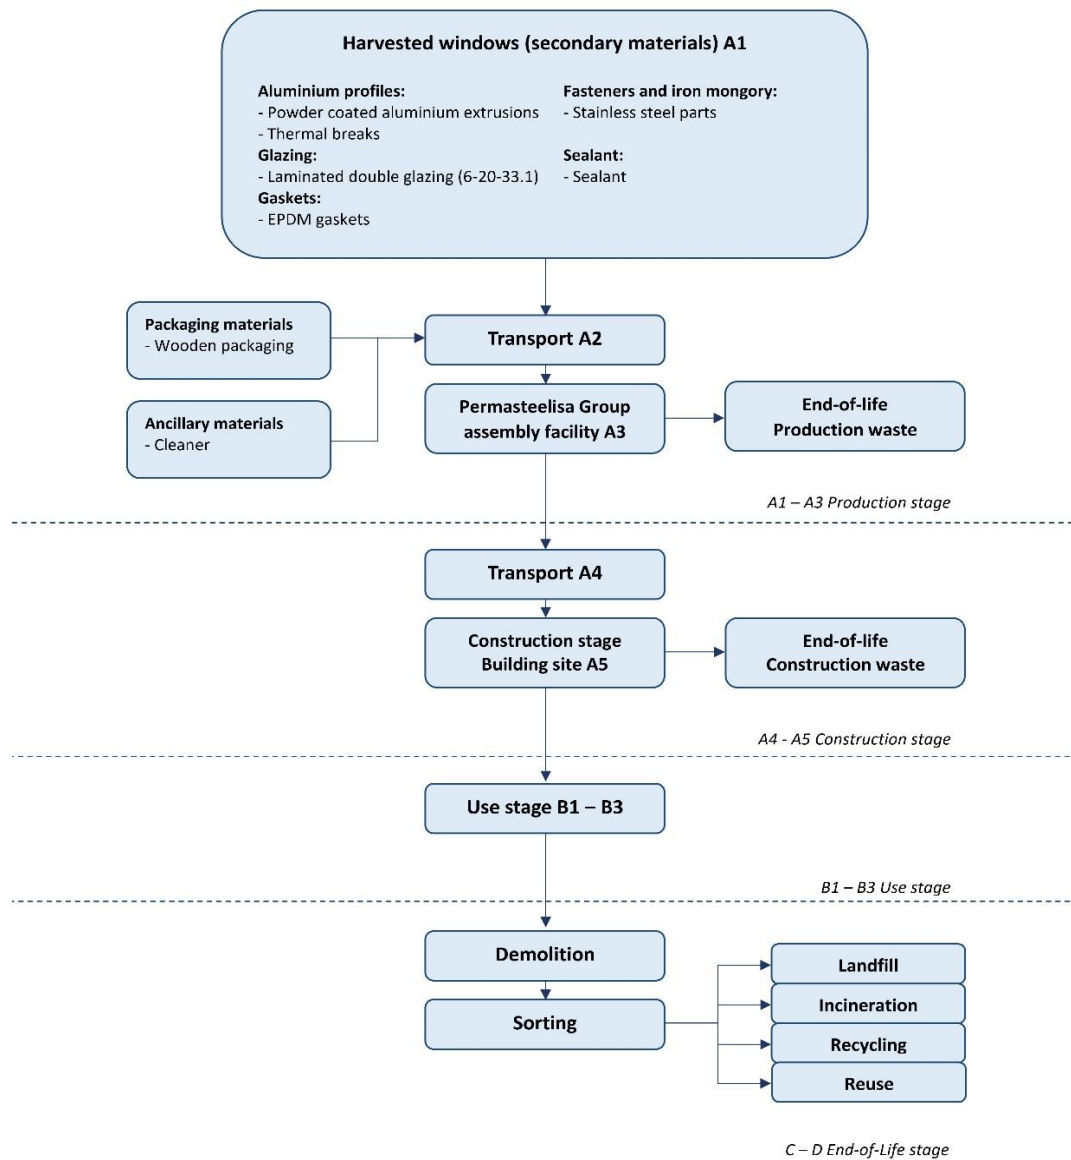 Harvested windows (secondary materials) A1
Aluminium profiles:
- Powder coated aluminium extrusions
- Thermal breaks
Glazing:
- Laminated double glazing (6-20-33.1)
Gaskets:
- EPDM gaskets
Fasteners and iron mongory:
- Stainless steel parts
Sealant:
- Sealant
Packaging materials
- Wooden packaging
Ancillary materials
- Cleaner
Transport A2
Permasteelisa Group
assembly facility A3
End-of-life
Production waste
A1 – A3 Production stage
Transport A4
Construction stage
Building site A5
End-of-life
Construction waste
A4 - A5 Construction stage
Use stage B1 – B3
B1 – B3 Use stage
Demolition
Sorting
Landfill
Incineration
Recycling
Reuse
C – D End-of-Life stage